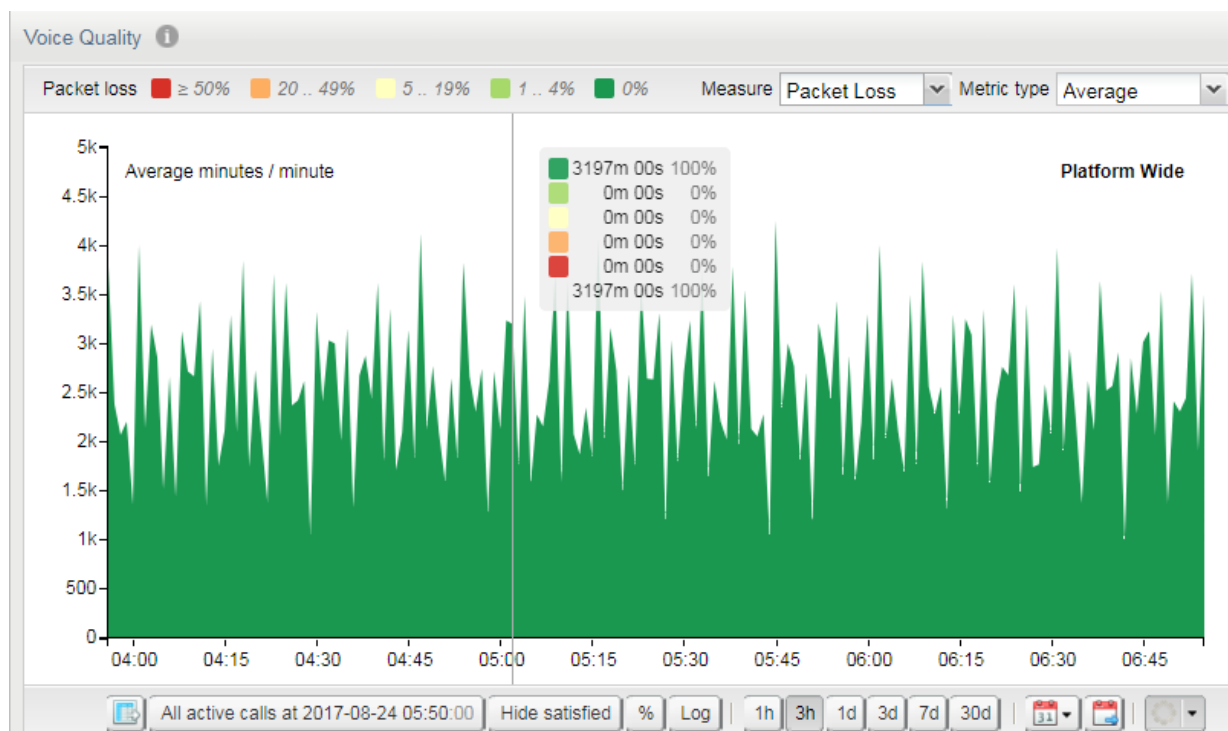 Voice Quality
Packet loss ≥ 50% 20 .. 49% 5 .. 19% 1 .. 4% 0% Measure Packet Loss Metric type Average
5k
Average minutes / minute
Platform Wide
3197m 00s 100%
0m 00s 0%
0m 00s 0%
0m 00s 0%
0m 00s 0%
3197m 00s 100%
4.5k
4k
3.5k
3k
2.5k
2k
1.5k
1k
500
0
04:00 04:15 04:30 04:45 05:00 05:15 05:30 05:45 06:00 06:15 06:30 06:45
All active calls at 2017-08-24 05:50:00 Hide satisfied % Log 1h 3h 1d 3d 7d 30d 31